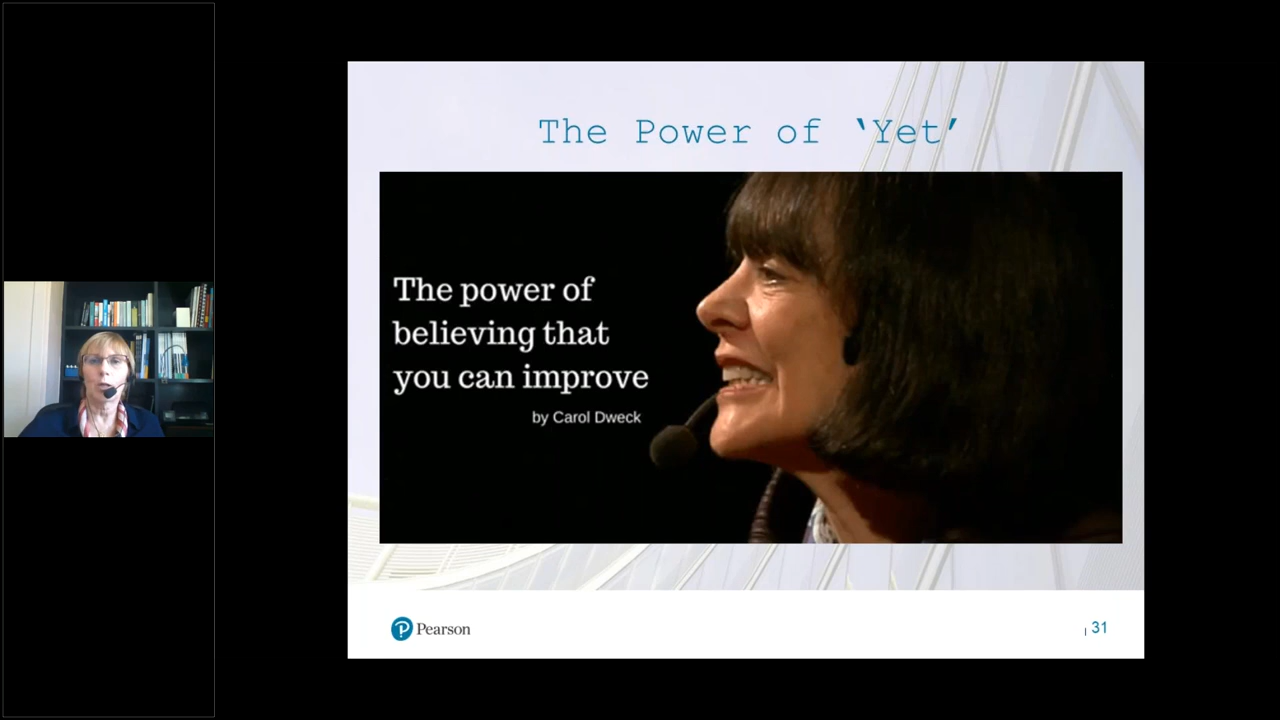 The Power of ‘Yet’
The power of
believing that
you can improve
by Carol Dweck
Pearson
31